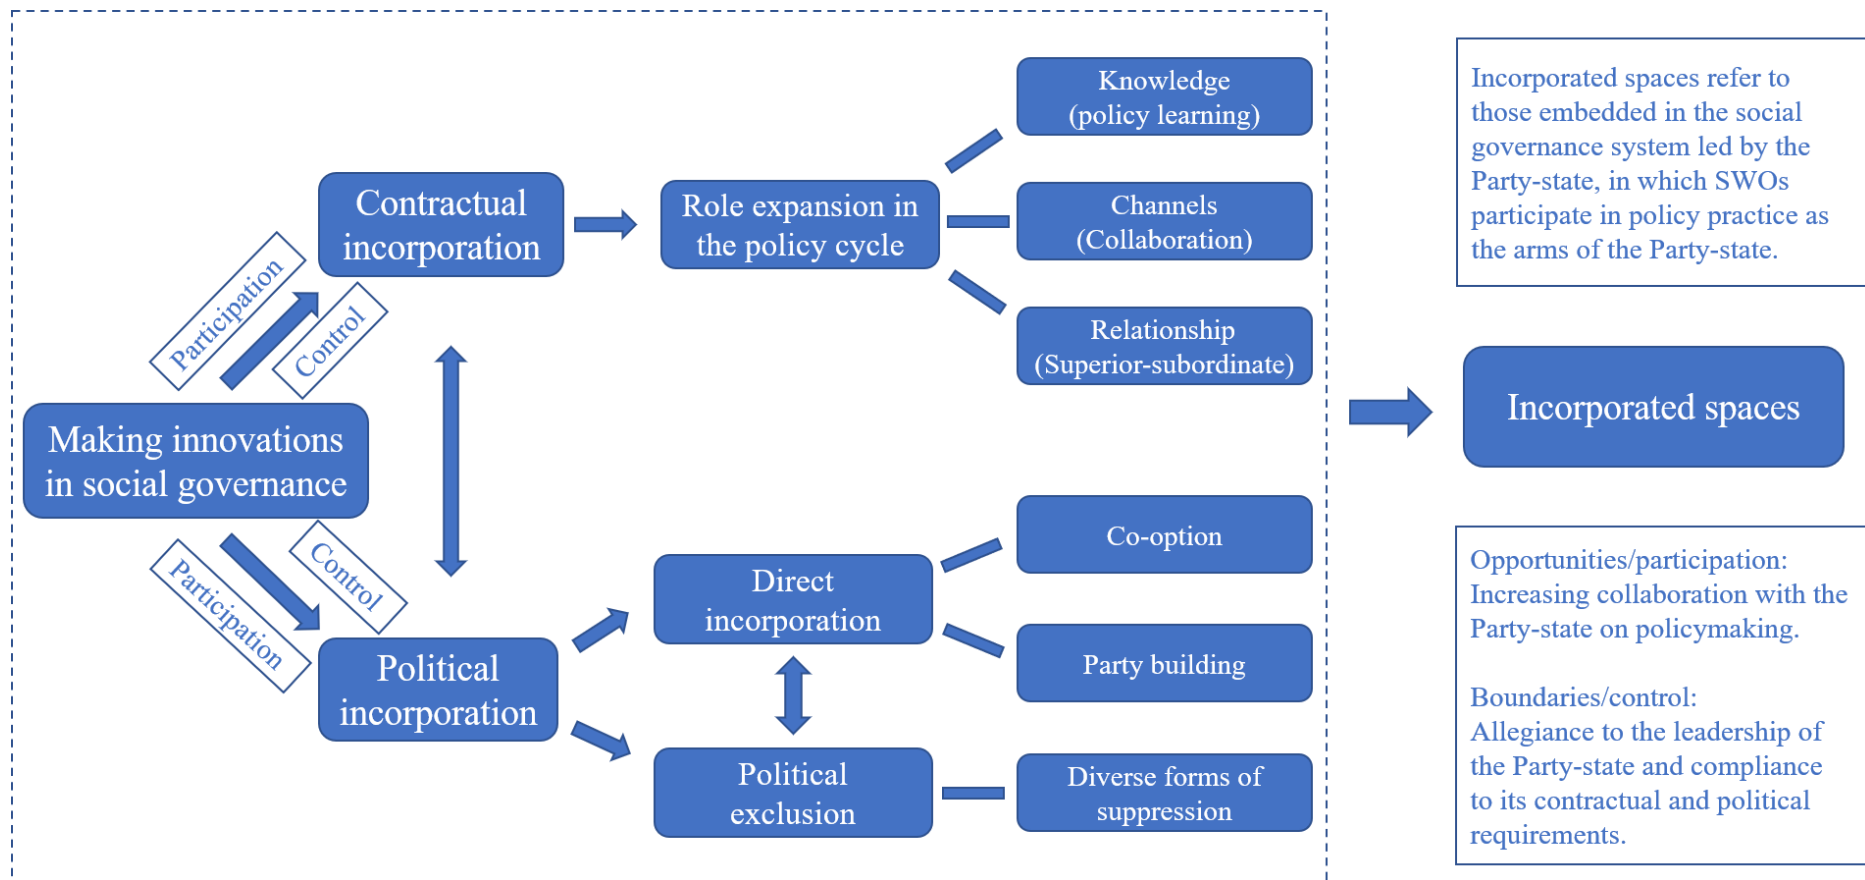 Making innovations
in social governance
Participation
Control
Contractual
incorporation
Control
Participation
Political
incorporation
Role expansion in
the policy cycle
Knowledge
(policy learning)
Channels
(Collaboration)
Relationship
(Superior-subordinate)
Direct
incorporation
Co-option
Party building
Political
exclusion
Diverse forms of
suppression
Incorporated spaces refer to
those embedded in the social
governance system led by the
Party-state, in which SWOs
participate in policy practice as
the arms of the Party-state.
Incorporated spaces
Opportunities/participation:
Increasing collaboration with the
Party-state on policymaking.
Boundaries/control:
Allegiance to the leadership of
the Party-state and compliance
to its contractual and political
requirements.